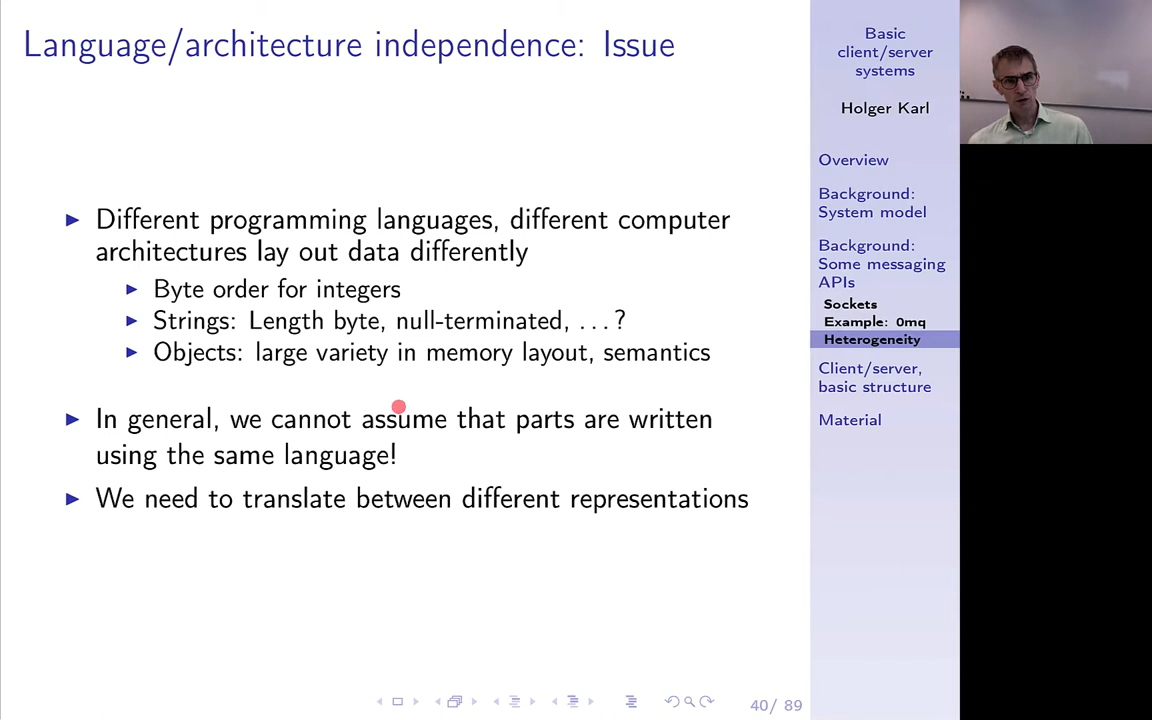 Language/architecture independence: Issue
▶ Different programming languages, different computer
architectures lay out data differently
▶ Byte order for integers
▶ Strings: Length byte, null-terminated, ...?
▶ Objects: large variety in memory layout, semantics
▶ In general, we cannot assume that parts are written
using the same language!
▶ We need to translate between different representations
40/ 89
Basic
client/server
systems
Holger Karl
Overview
Background:
System model
Background:
Some messaging
APIs
Sockets
Example: 0mq
Heterogeneity
Client/server,
basic structure
Material